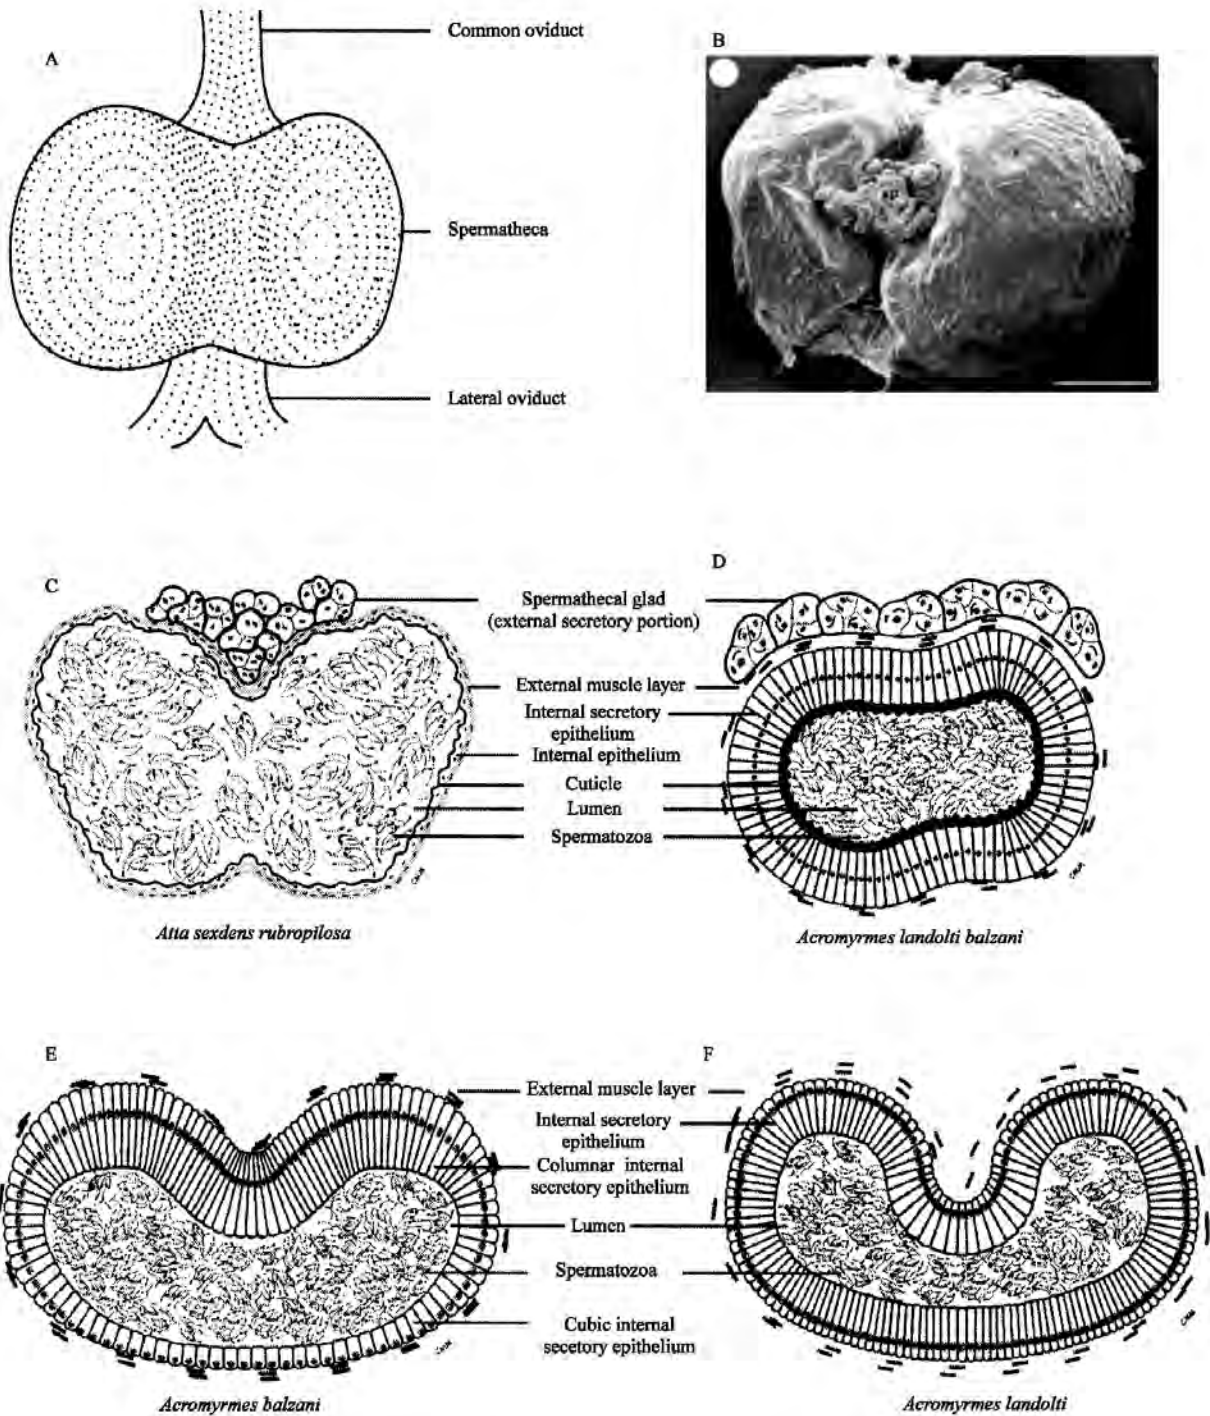 A
Common oviduct
Spermatheca
Lateral oviduct
B
C
D
Spermathecal glad
(external secretory portion)
External muscle layer
Internal secretory
epithelium
Internal epithelium
Cuticle
Lumen
Spermatozoa
Atta sexdens rubropilosa
Acromyrmes landolti balzani
E
F
External muscle layer
Internal secretory
epithelium
Columnar internal
secretory epithelium
Lumen
Spermatozoa
Cubic internal
secetory epithelium
Acromyrmes balzani
Acromyrmes landolti